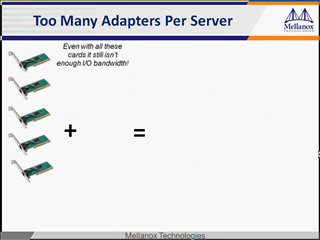 Too Many Adapters Per Server
Mellanox
TECHNOLOGIES
Even with all these
cards it still isn't
enough I/O bandwidth!
+ =
Mellanox Technologies